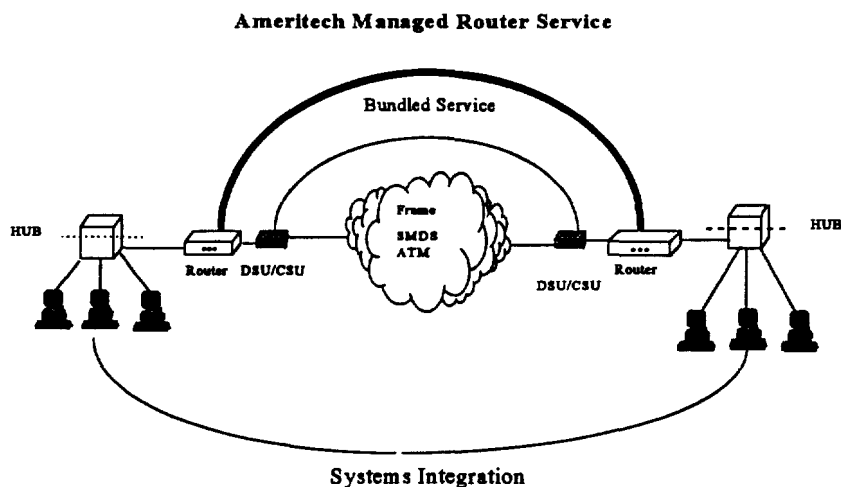 Ameritech Managed Router Service
Bundled Service
Frame
SMDS
ATM
HUB
HUB
Router
DSU/CSU
DSU/CSU
Router
Systems Integration